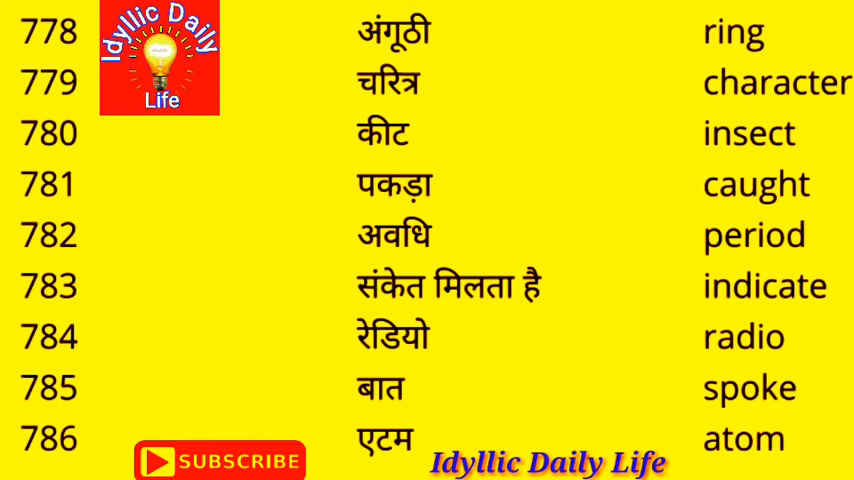 778 अंगूठी ring
Idyllic Daily
Life
779 चरित्र character
780 कीट insect
781 पकड़ा caught
782 अवधि period
783 संकेत मिलता है indicate
784 रेडियो radio
785 बात spoke
786 एटम atom
SUBSCRIBE Idyllic Daily Life